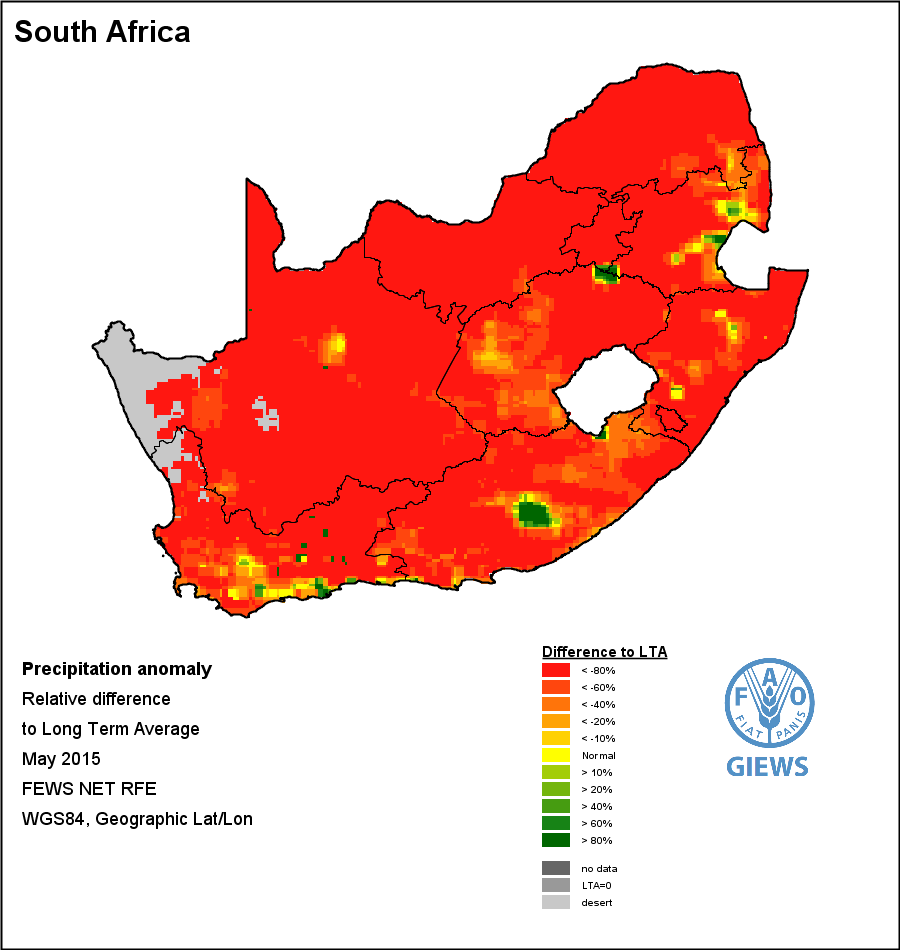 South Africa
Precipitation anomaly
Relative difference
to Long Term Average
May 2015
FEWS NET RFE
WGS84, Geographic Lat/Lon
Difference to LTA
< -80%
< -60%
< -40%
< -20%
< -10%
Normal
> 10%
> 20%
> 40%
> 60%
> 80%
no data
LTA=0
desert
F A O
FIAT PANIS
GIEWS